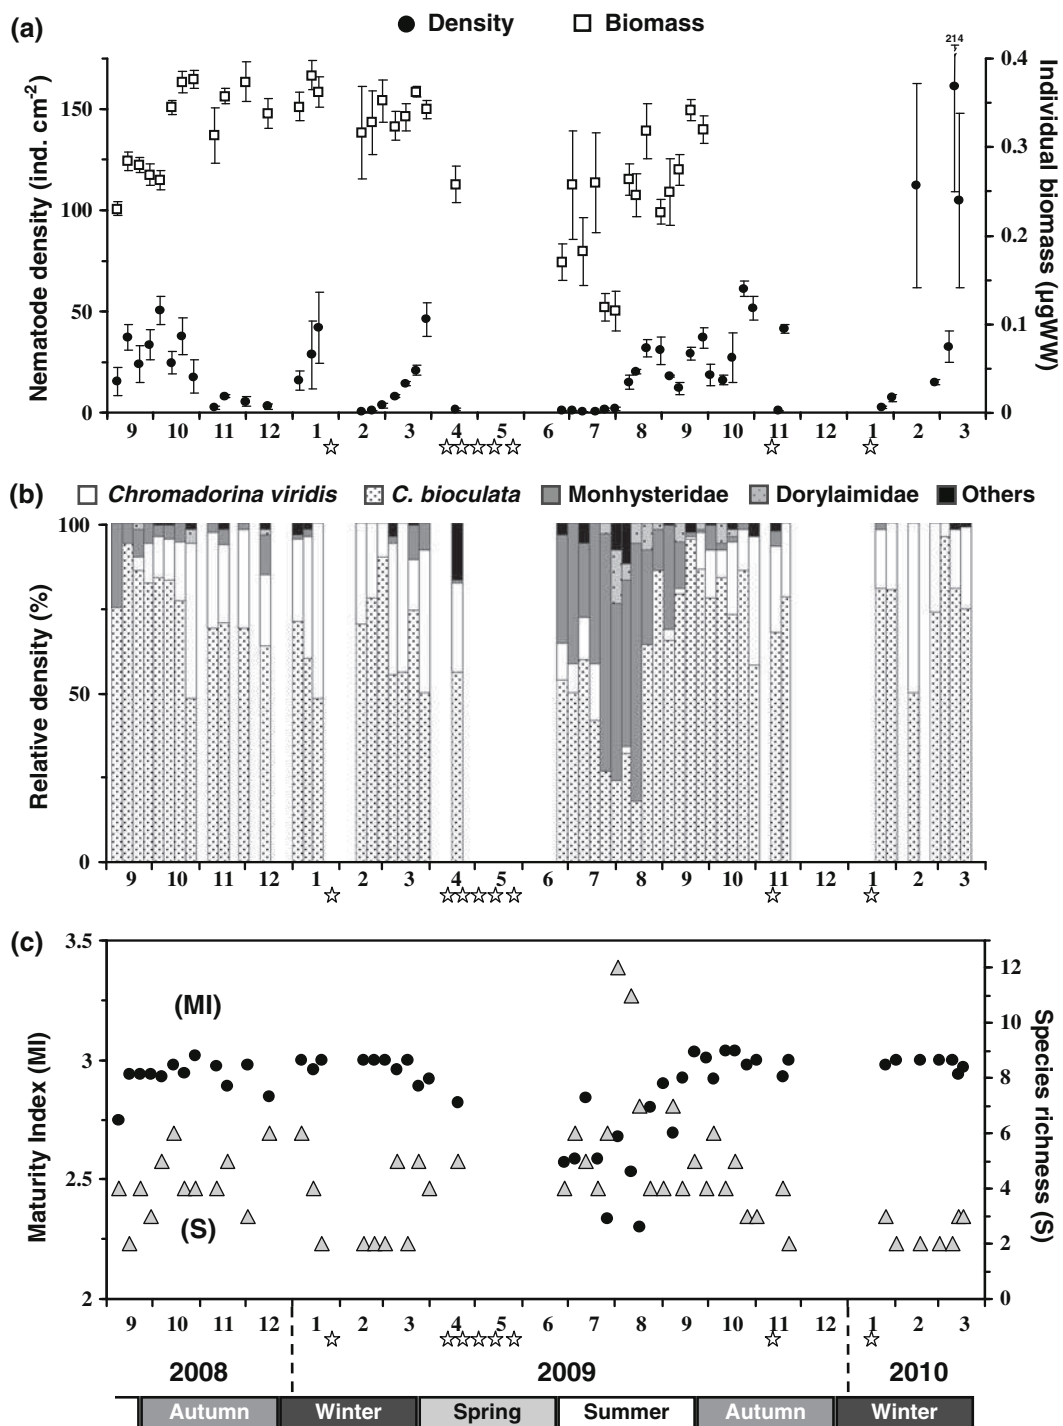 (a) Density Biomass
214
Nematode density (ind. cm-2)
150
100
50
0
Individual biomass (µgWW)
0.4
0.3
0.2
0.1
0
9 10 11 12 1 2 3 4 5 6 7 8 9 10 11 12 1 2 3
(b) Chromadorina viridis C. bioculata Monhysteridae Dorylaimidae Others
Relative density (%)
100
50
0
9 10 11 12 1 2 3 4 5 6 7 8 9 10 11 12 1 2 3
(c)
Maturity Index (MI)
3.5
3
2.5
2
(MI)
(S)
Species richness (S)
12
10
8
6
4
2
0
9 10 11 12 1 2 3 4 5 6 7 8 9 10 11 12 1 2 3
2008 2009 2010
Autumn Winter Spring Summer Autumn Winter